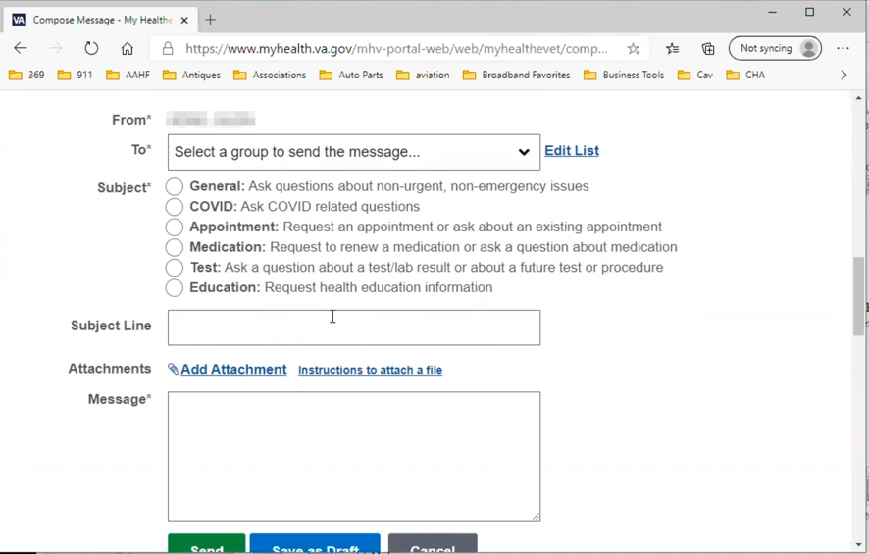 Compose Message - My Healthe
https://www.myhealth.va.gov/mhv-portal-web/web/myhealthevet/comp...
Not syncing
369 911 AAHF Antiques Associations Auto Parts aviation Broadband Favorites Business Tools Cav CHA
From*
To* Select a group to send the message... Edit List
Subject* General: Ask questions about non-urgent, non-emergency issues
COVID: Ask COVID related questions
Appointment: Request an appointment or ask about an existing appointment
Medication: Request to renew a medication or ask a question about medication
Test: Ask a question about a test/lab result or about a future test or procedure
Education: Request health education information
Subject Line
Attachments Add Attachment Instructions to attach a file
Message*
Send Save as Draft Cancel